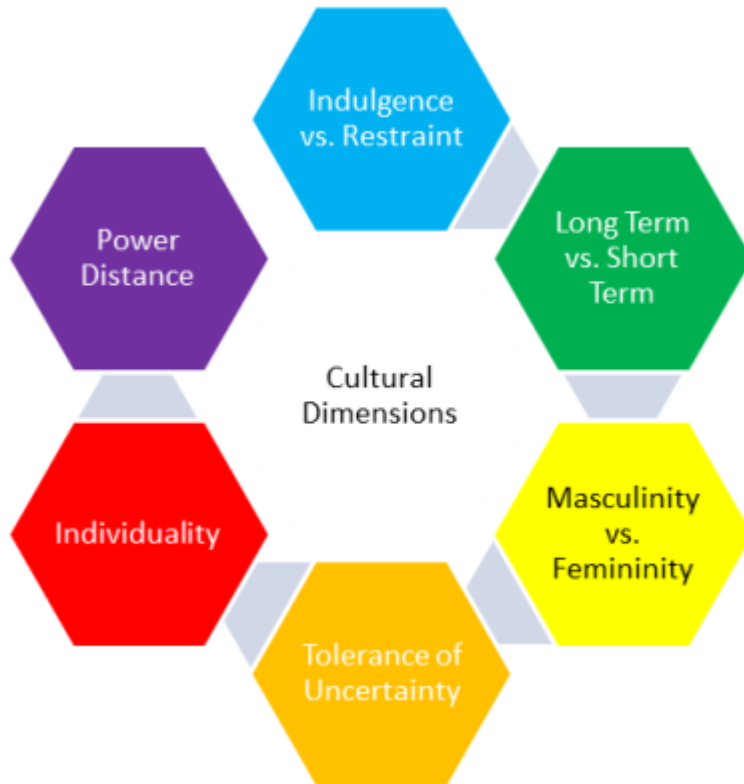 Indulgence
vs. Restraint
Long Term
vs. Short
Term
Masculinity
vs.
Femininity
Tolerance of
Uncertainty
Individuality
Power
Distance
Cultural
Dimensions